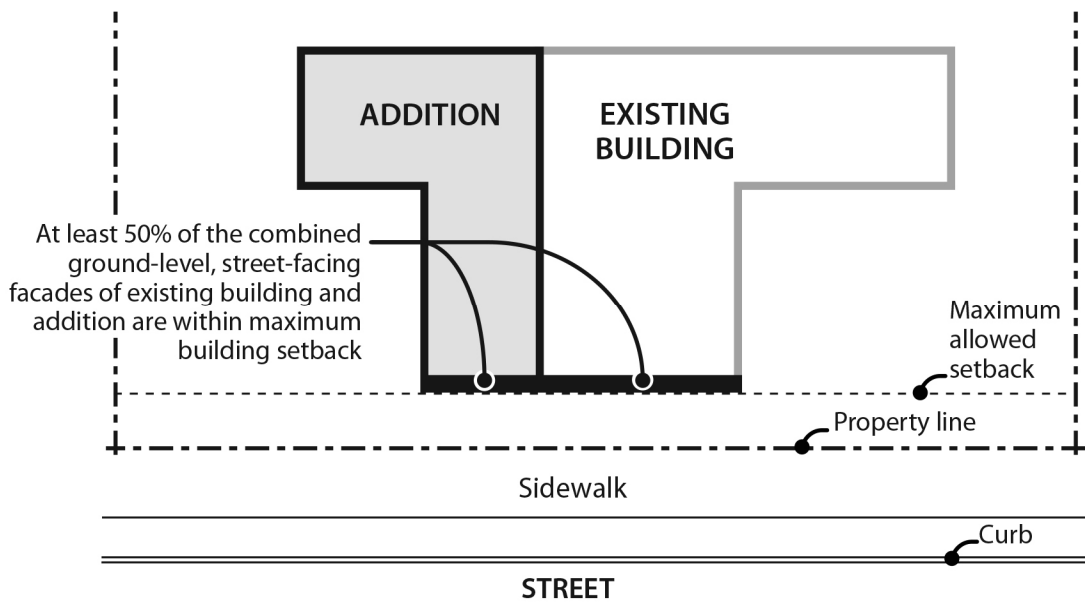 ADDITION
EXISTING
BUILDING
At least 50% of the combined
ground-level, street-facing
facades of existing building and
addition are within maximum
building setback
Maximum
allowed
setback
Property line
Sidewalk
Curb
STREET